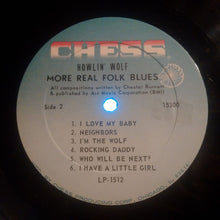 CHESS
HOWLIN' WOLF
MORE REAL FOLK BLUES
All compositions written by Chester Burnett
& published by Arc Music Corporation (BMI)
Side 2
15300
1. I LOVE MY BABY
2. NEIGHBORS
3. I'M THE WOLF
4. ROCKING DADDY
5. WHO WILL BE NEXT?
6. I HAVE A LITTLE GIRL
LP-1512